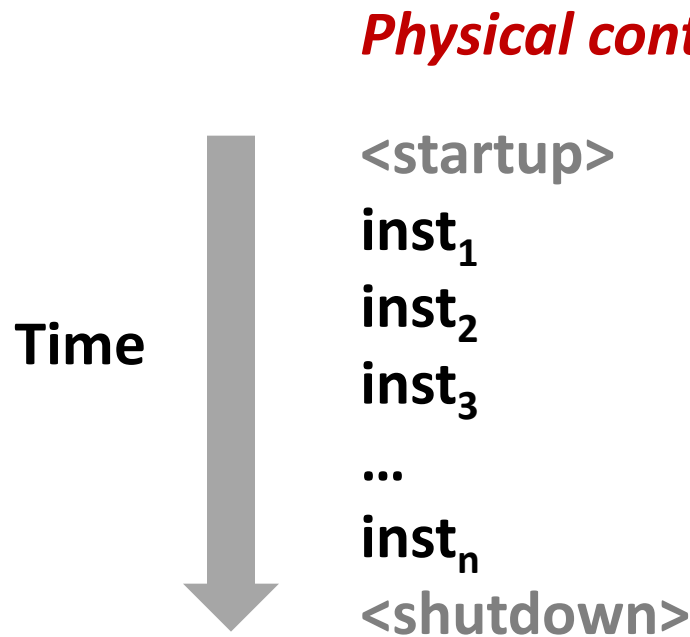 Physical cont
<startup>
inst₁
inst₂
Time
inst₃
...
instₙ
<shutdown>